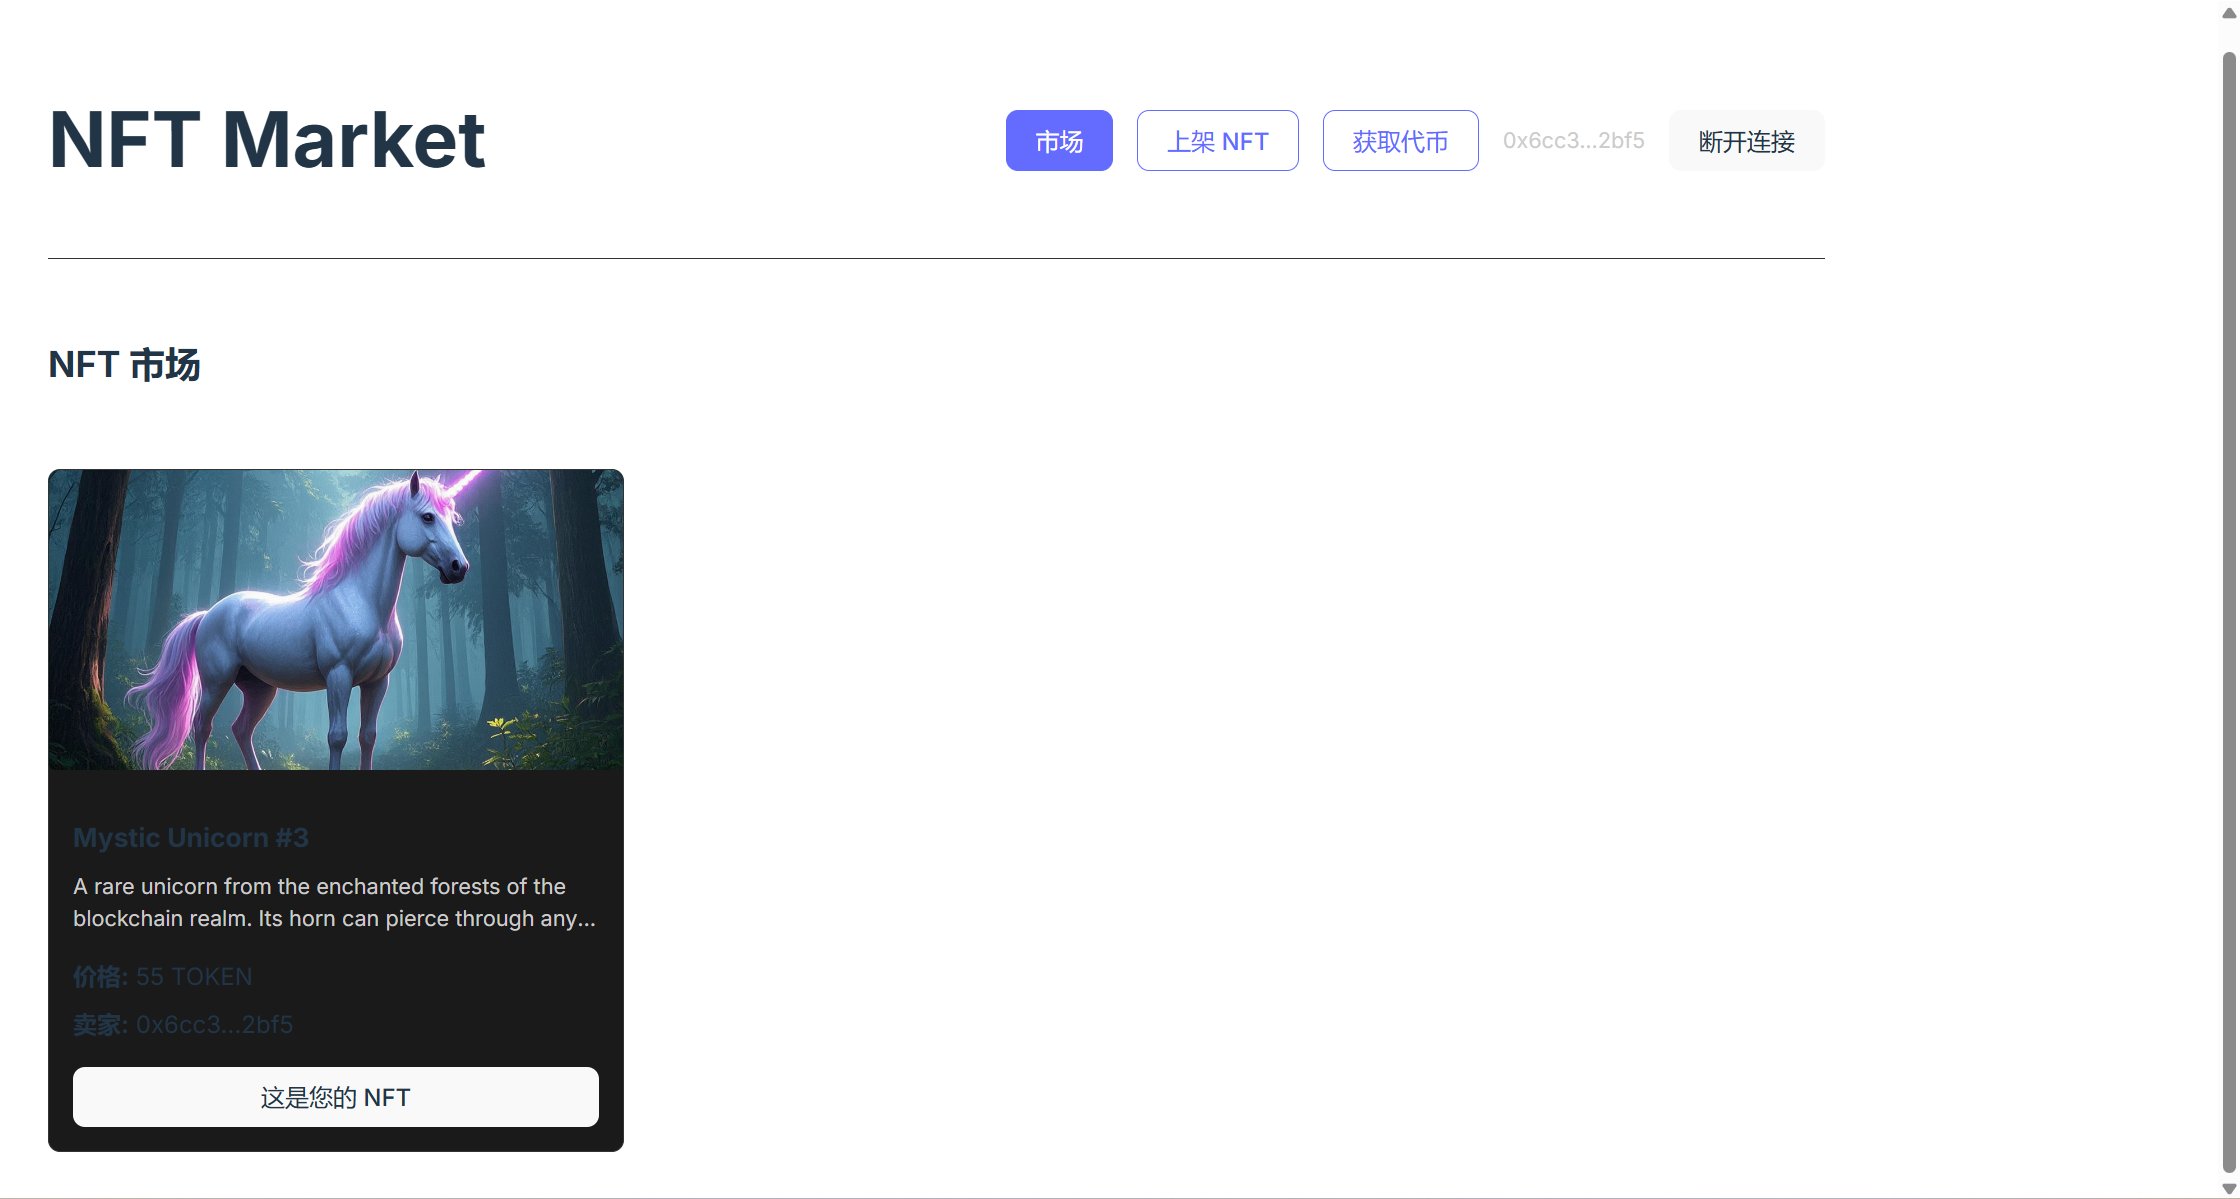 NFT Market
市场
上架 NFT
获取代币
0x6cc3...2bf5
断开连接
NFT 市场
Mystic Unicorn #3
A rare unicorn from the enchanted forests of the
blockchain realm. Its horn can pierce through any...
价格: 55 TOKEN
卖家: 0x6cc3...2bf5
这是您的 NFT